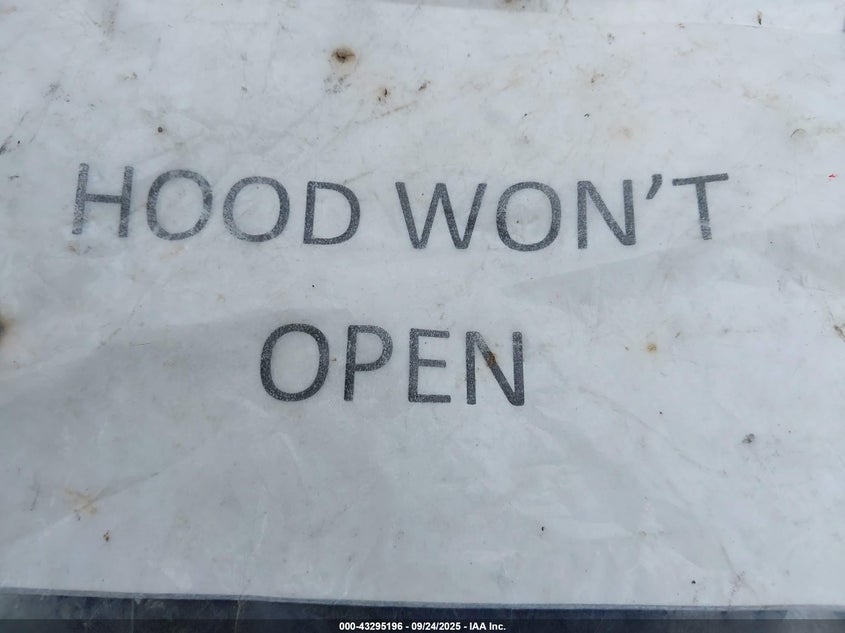 HOOD WON’T
OPEN
000-43295196 - 09/24/2025 - IAA Inc.